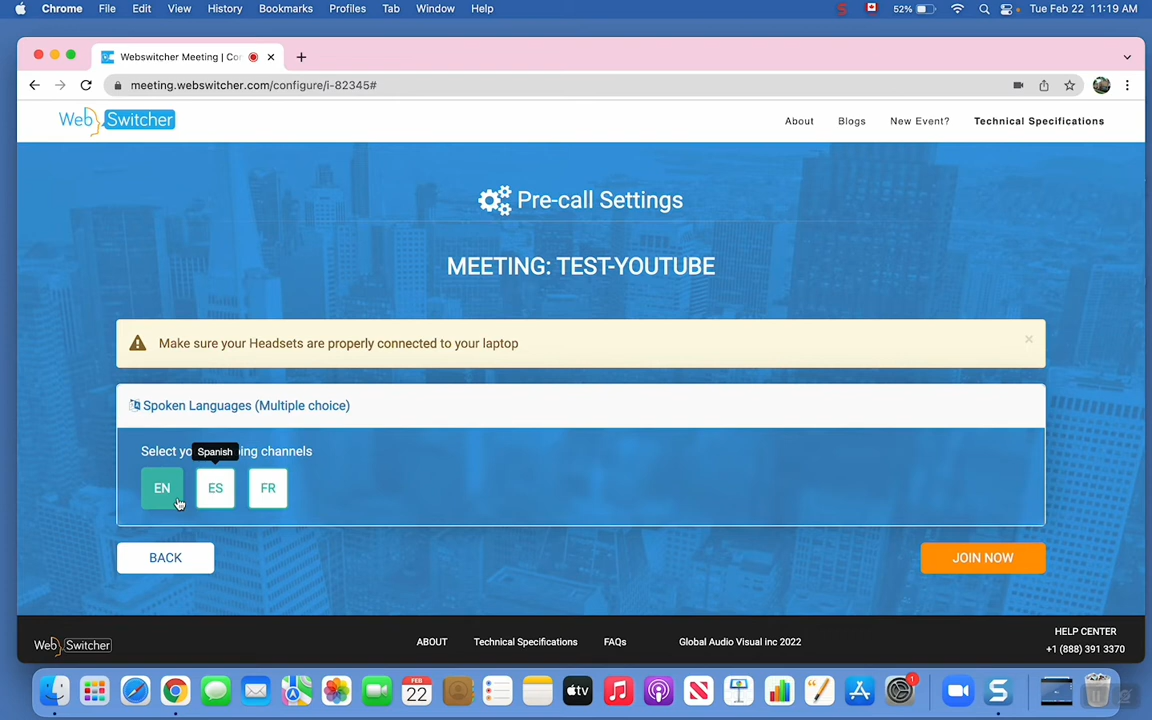 Chrome File Edit View History Bookmarks Profiles Tab Window Help 52% Tue Feb 22 11:19 AM
Webswitcher Meeting | Co
meeting.webswitcher.com/configure/i-82345#
Web Switcher About Blogs New Event? Technical Specifications
Pre-call Settings
MEETING: TEST-YOUTUBE
Make sure your Headsets are properly connected to your laptop ×
Spoken Languages (Multiple choice)
Select yo ing channels
Spanish
EN ES FR
BACK JOIN NOW
Web Switcher ABOUT Technical Specifications FAQs Global Audio Visual inc 2022
HELP CENTER
+1 (888) 391 3370
FEB
22
tv
1